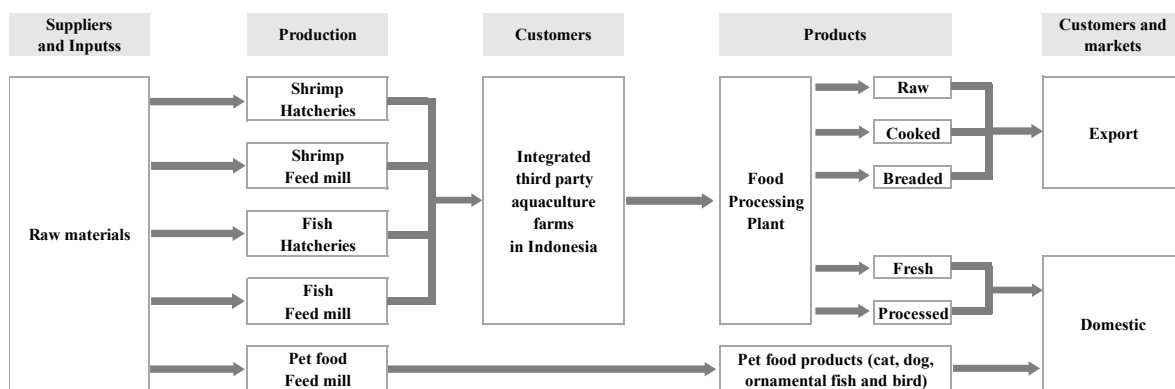 Suppliers
and Inputss
Production
Customers
Products
Customers and
markets
Raw materials
Shrimp
Hatcheries
Shrimp
Feed mill
Fish
Hatcheries
Fish
Feed mill
Pet food
Feed mill
Integrated
third party
aquaculture
farms
in Indonesia
Food
Processing
Plant
Raw
Cooked
Breaded
Fresh
Processed
Pet food products (cat, dog,
ornamental fish and bird)
Export
Domestic